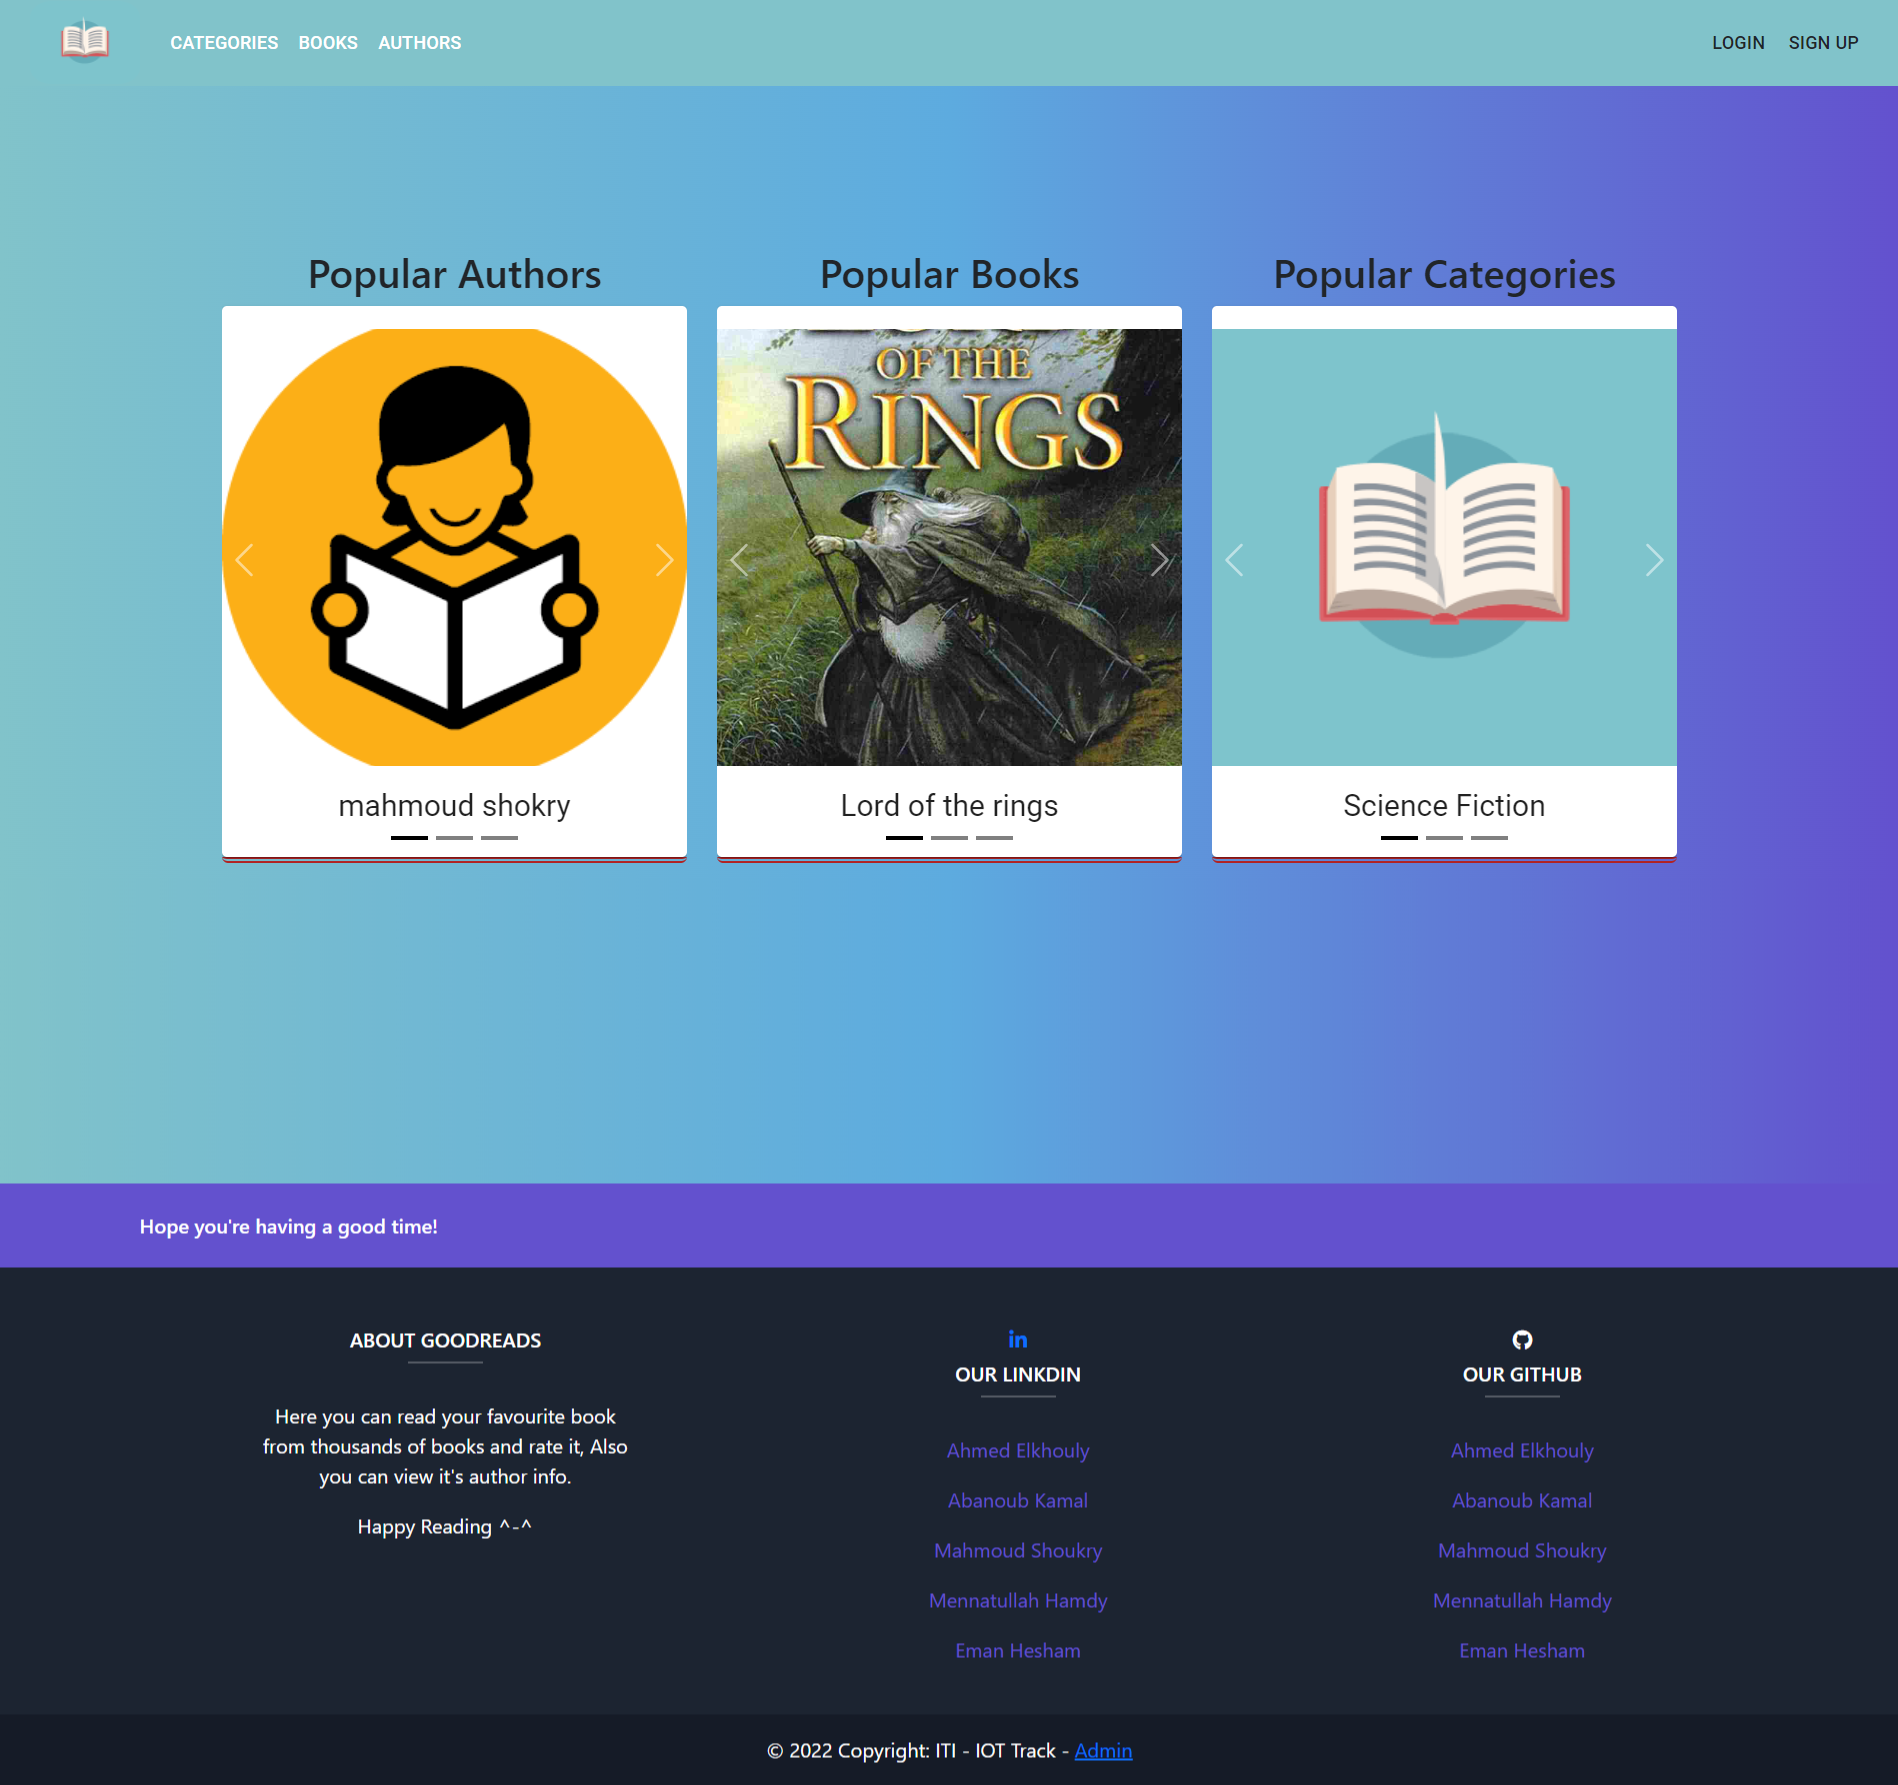 CATEGORIES BOOKS AUTHORS LOGIN SIGN UP
Popular Authors
Popular Books
Popular Categories
OF THE
RINGS
mahmoud shokry
Lord of the rings
Science Fiction
Hope you're having a good time!
ABOUT GOODREADS
Here you can read your favourite book
from thousands of books and rate it, Also
you can view it's author info.
Happy Reading ^-^
OUR LINKDIN
Ahmed Elkhouly
Abanoub Kamal
Mahmoud Shoukry
Mennatullah Hamdy
Eman Hesham
OUR GITHUB
Ahmed Elkhouly
Abanoub Kamal
Mahmoud Shoukry
Mennatullah Hamdy
Eman Hesham
© 2022 Copyright: ITI - IOT Track - Admin